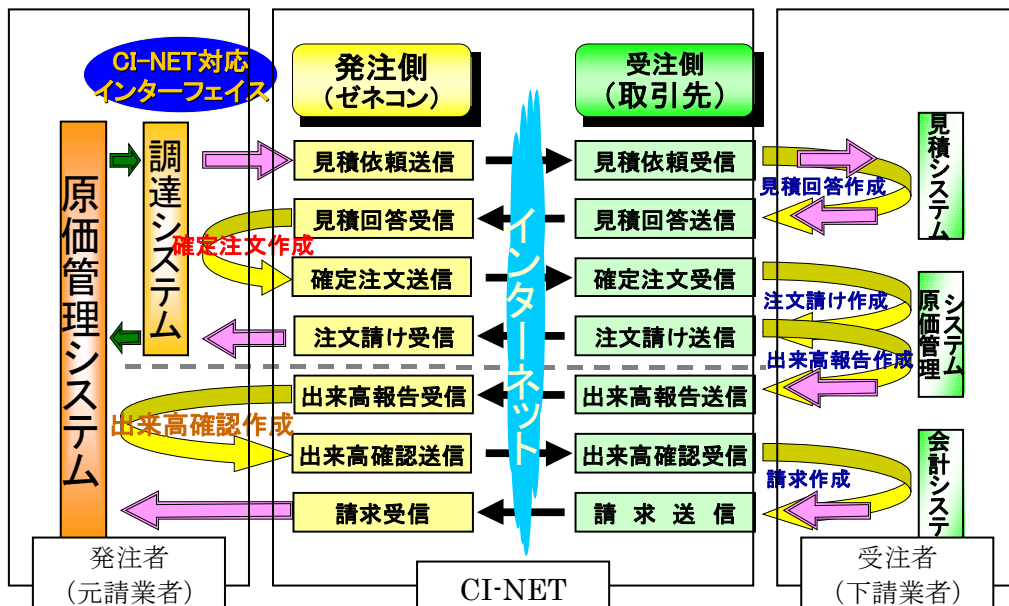 CI-NET対応
インターフェイス
発注側
（ゼネコン）
受注側
（取引先）
原価管理システム
調達システム
見積依頼送信
見積依頼受信
見積回答作成
見積システム
見積回答受信
見積回答送信
確定注文作成
確定注文送信
確定注文受信
注文請け作成
原価管理
システム
注文請け受信
注文請け送信
出来高報告作成
出来高報告受信
出来高報告送信
出来高確認作成
出来高確認送信
出来高確認受信
請求作成
会計システ
請求受信
請 求 送 信
インターネット
発注者
（元請業者）
CI-NET
受注者
（下請業者）